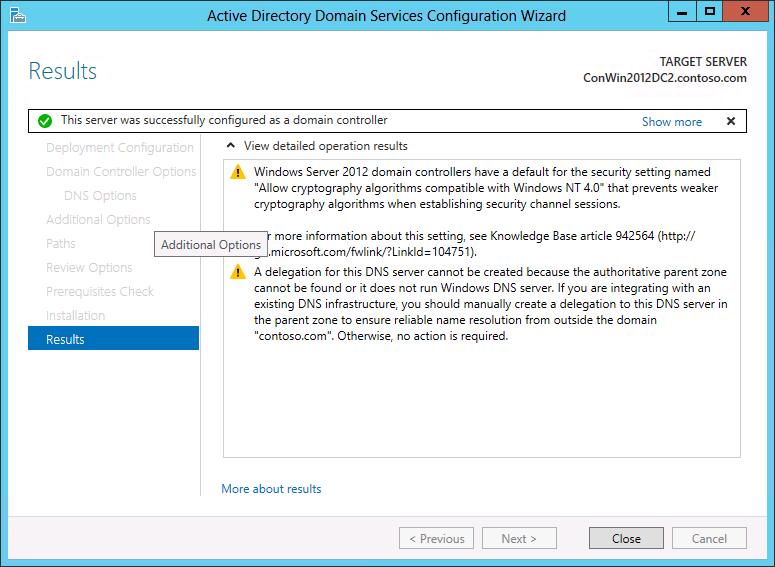 Active Directory Domain Services Configuration Wizard
Results
TARGET SERVER
ConWin2012DC2.contoso.com
This server was successfully configured as a domain controller
Show more
Deployment Configuration
Domain Controller Options
DNS Options
Additional Options
Paths
Review Options
Prerequisites Check
Installation
Results
Additional Options
View detailed operation results
Windows Server 2012 domain controllers have a default for the security setting named
"Allow cryptography algorithms compatible with Windows NT 4.0" that prevents weaker
cryptography algorithms when establishing security channel sessions.
more information about this setting, see Knowledge Base article 942564 (http://
.microsoft.com/fwlink/?LinkId=104751).
A delegation for this DNS server cannot be created because the authoritative parent zone
cannot be found or it does not run Windows DNS server. If you are integrating with an
existing DNS infrastructure, you should manually create a delegation to this DNS server in
the parent zone to ensure reliable name resolution from outside the domain
"contoso.com". Otherwise, no action is required.
More about results
< Previous
Next >
Close
Cancel